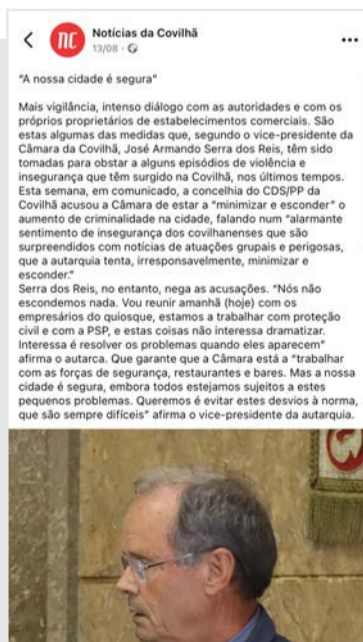 Notícias da Covilhã
13/08 ·
"A nossa cidade é segura"
Mais vigilância, intenso diálogo com as autoridades e com os
próprios proprietários de estabelecimentos comerciais. São
estas algumas das medidas que, segundo o vice-presidente da
Câmara da Covilhã, José Armando Serra dos Reis, têm sido
tomadas para obstar a alguns episódios de violência e
insegurança que têm surgido na Covilhã, nos últimos tempos.
Esta semana, em comunicado, a concelhia do CDS/PP da
Covilhã acusou a Câmara de estar a "minimizar e esconder" o
aumento de criminalidade na cidade, falando num "alarmante
sentimento de insegurança dos covilhanenses que são
surpreendidos com notícias de atuações grupais e perigosas,
que a autarquia tenta, irresponsavelmente, minimizar e
esconder."
Serra dos Reis, no entanto, nega as acusações. "Nós não
escondemos nada. Vou reunir amanhã (hoje) com os
empresários do quiosque, estamos a trabalhar com proteção
civil e com a PSP, e estas coisas não interessa dramatizar.
Interessa é resolver os problemas quando eles aparecem"
afirma o autarca. Que garante que a Câmara está a "trabalhar
com as forças de segurança, restaurantes e bares. Mas a nossa
cidade é segura, embora todos estejamos sujeitos a estes
pequenos problemas. Queremos é evitar estes desvios à norma,
que são sempre difíceis" afirma o vice-presidente da autarquia.